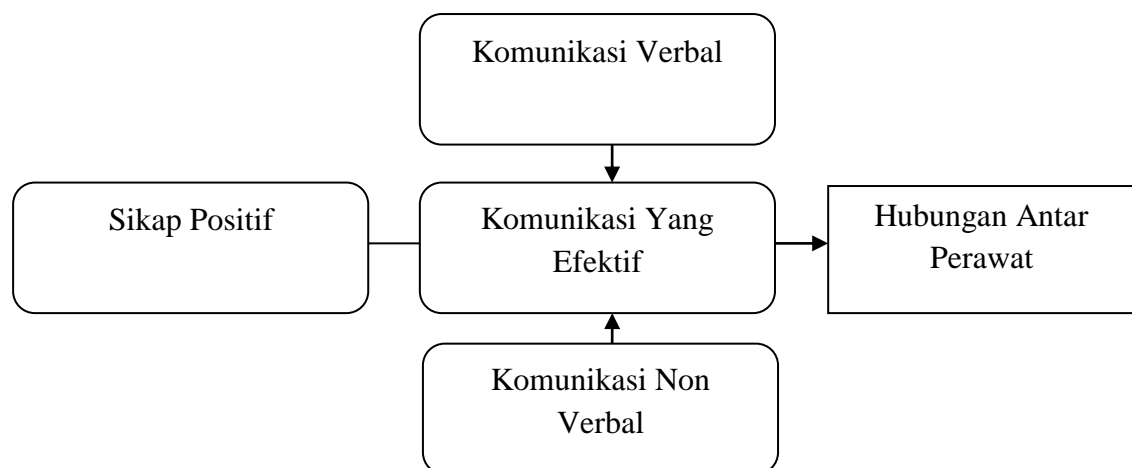 Komunikasi Verbal
Sikap Positif
Komunikasi Yang
Efektif
Hubungan Antar
Perawat
Komunikasi Non
Verbal